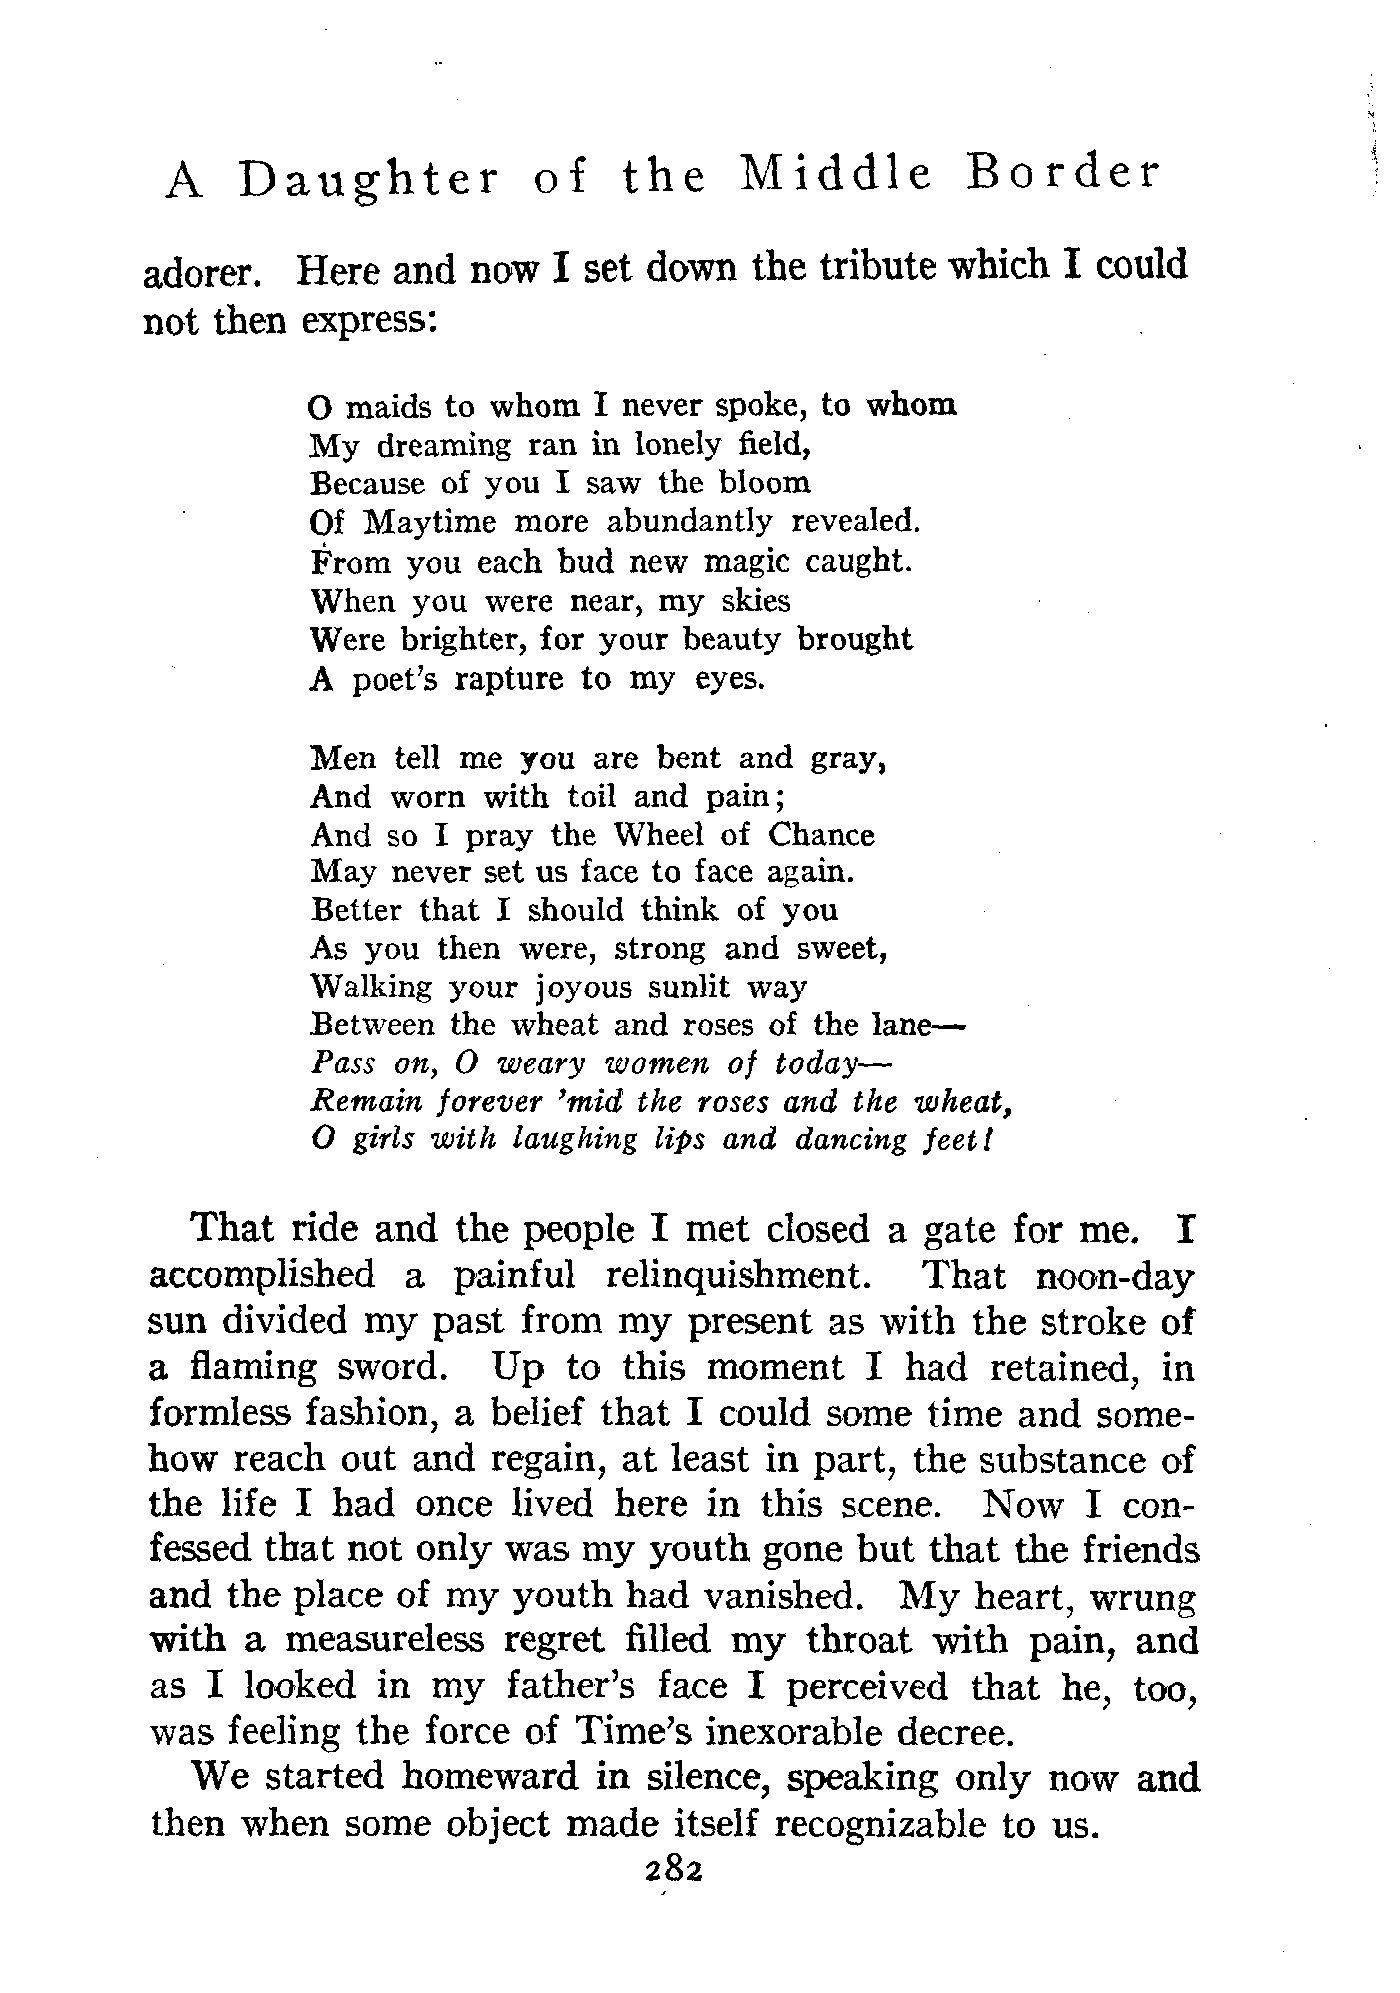 A Daughter of the Middle Border
adorer. Here and now I set down the tribute which I could
not then express:
O maids to whom I never spoke, to whom
My dreaming ran in lonely field,
Because of you I saw the bloom
Of Maytime more abundantly revealed.
From you each bud new magic caught.
When you were near, my skies
Were brighter, for your beauty brought
A poet's rapture to my eyes.
Men tell me you are bent and gray,
And worn with toil and pain;
And so I pray the Wheel of Chance
May never set us face to face again.
Better that I should think of you
As you then were, strong and sweet,
Walking your joyous sunlit way
Between the wheat and roses of the lane—
Pass on, O weary women of today—
Remain forever 'mid the roses and the wheat,
O girls with laughing lips and dancing feet!
That ride and the people I met closed a gate for me. I
accomplished a painful relinquishment. That noon-day
sun divided my past from my present as with the stroke of
a flaming sword. Up to this moment I had retained, in
formless fashion, a belief that I could some time and some-
how reach out and regain, at least in part, the substance of
the life I had once lived here in this scene. Now I con-
fessed that not only was my youth gone but that the friends
and the place of my youth had vanished. My heart, wrung
with a measureless regret filled my throat with pain, and
as I looked in my father's face I perceived that he, too,
was feeling the force of Time's inexorable decree.
We started homeward in silence, speaking only now and
then when some object made itself recognizable to us.
282